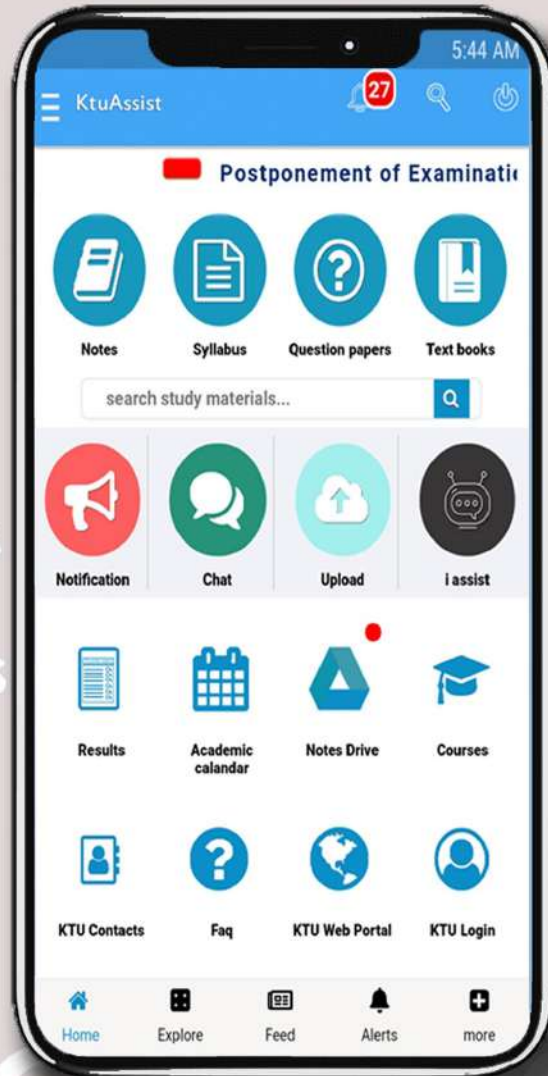 5:44 AM
KtuAssist
27
Postponement of Examinati
Notes Syllabus Question papers Text books
search study materials...
Notification Chat Upload i assist
Results Academic calandar Notes Drive Courses
KTU Contacts Faq KTU Web Portal KTU Login
Home Explore Feed Alerts more